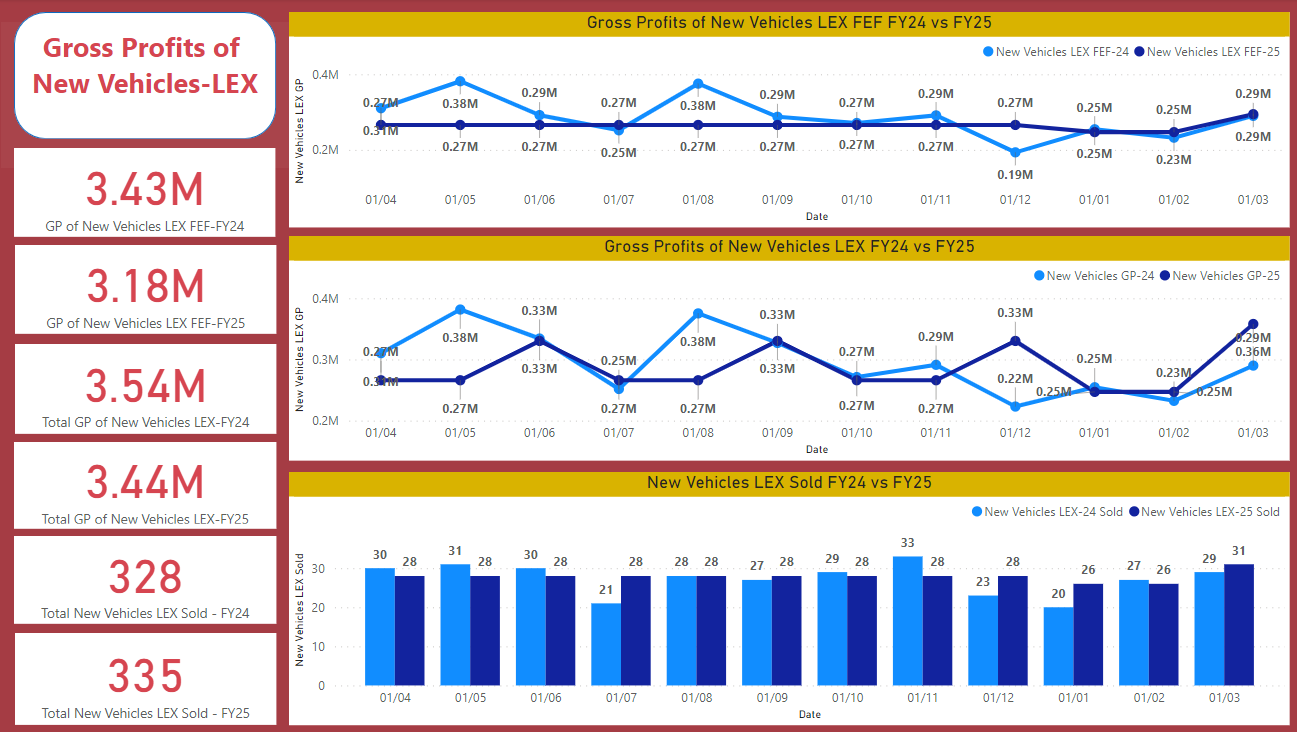 Gross Profits of
New Vehicles-LEX
3.43M
GP of New Vehicles LEX FEF-FY24
3.18M
GP of New Vehicles LEX FEF-FY25
3.54M
Total GP of New Vehicles LEX-FY24
3.44M
Total GP of New Vehicles LEX-FY25
328
Total New Vehicles LEX Sold - FY24
335
Total New Vehicles LEX Sold - FY25
Gross Profits of New Vehicles LEX FEF FY24 vs FY25
New Vehicles LEX FEF-24 New Vehicles LEX FEF-25
New Vehicles LEX GP
0.4M
0.2M
0.27M 0.38M 0.29M 0.27M 0.38M 0.29M 0.27M 0.29M 0.27M 0.25M 0.25M 0.29M
0.31M 0.27M 0.27M 0.25M 0.27M 0.27M 0.27M 0.27M 0.19M 0.25M 0.23M 0.29M
01/04 01/05 01/06 01/07 01/08 01/09 01/10 01/11 01/12 01/01 01/02 01/03
Date
Gross Profits of New Vehicles LEX FY24 vs FY25
New Vehicles GP-24 New Vehicles GP-25
New Vehicles LEX GP
0.4M
0.3M
0.2M
0.27M 0.38M 0.33M 0.25M 0.38M 0.33M 0.27M 0.29M 0.33M 0.25M 0.23M 0.29M
0.31M 0.27M 0.33M 0.27M 0.27M 0.33M 0.27M 0.27M 0.22M 0.25M 0.25M 0.36M
01/04 01/05 01/06 01/07 01/08 01/09 01/10 01/11 01/12 01/01 01/02 01/03
Date
New Vehicles LEX Sold FY24 vs FY25
New Vehicles LEX-24 Sold New Vehicles LEX-25 Sold
New Vehicles LEX Sold
30
20
10
0
30 28 31 28 30 28 21 28 28 28 27 28 29 28 33 28 23 28 20 26 27 26 29 31
01/04 01/05 01/06 01/07 01/08 01/09 01/10 01/11 01/12 01/01 01/02 01/03
Date